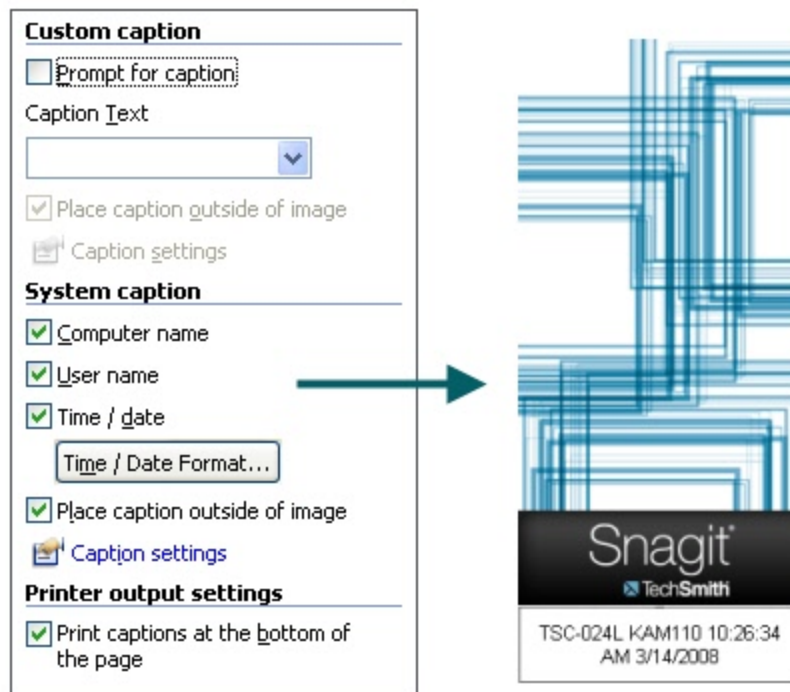 Custom caption
Prompt for caption
Caption Text
Place caption outside of image
Caption settings
System caption
Computer name
User name
Time / date
Time / Date Format...
Place caption outside of image
Caption settings
Printer output settings
Print captions at the bottom of
the page
Snagit
TechSmith
TSC-024L KAM110 10:26:34
AM 3/14/2008